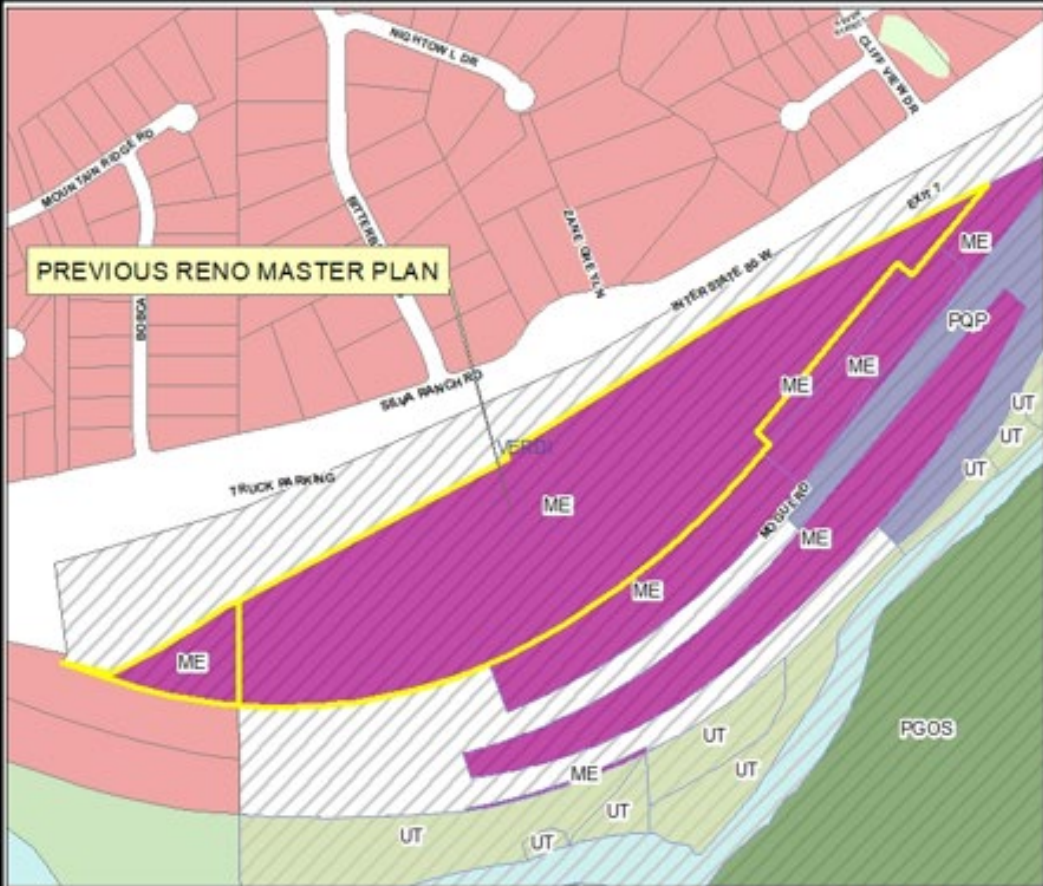 NIGHTOWL DR
CLIFF VIEW DR
MOUNTAIN RIDGE RD
ZANE GREY LN
EXIT 7
ME
PREVIOUS RENO MASTER PLAN
INTERSTATE 80 W
PQP
ME
ME
SILVA RANCH RD
UT
UT
VERDI
UT
TRUCK PARKING
ME
MOGUL RD
ME
ME
ME
PGOS
UT
UT
ME
UT
UT
UT